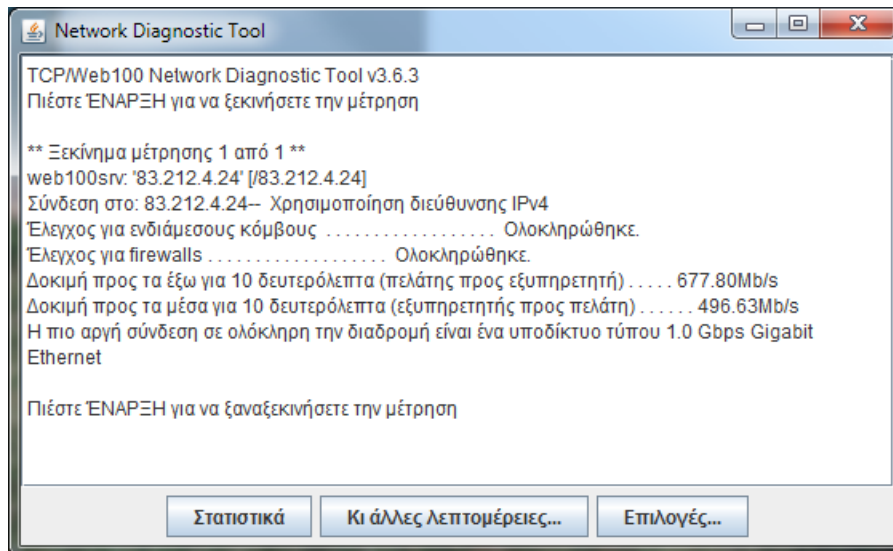 Network Diagnostic Tool
TCP/Web100 Network Diagnostic Tool v3.6.3
Πιέστε ΈΝΑΡΞΗ για να ξεκινήσετε την μέτρηση
** Ξεκίνημα μέτρησης 1 από 1 **
web100srv: '83.212.4.24' [/83.212.4.24]
Σύνδεση στο: 83.212.4.24-- Χρησιμοποίηση διεύθυνσης IPv4
Έλεγχος για ενδιάμεσους κόμβους . . . . . . . . . . . . . . . . . . Ολοκληρώθηκε.
Έλεγχος για firewalls . . . . . . . . . . . . . . . . . . . Ολοκληρώθηκε.
Δοκιμή προς τα έξω για 10 δευτερόλεπτα (πελάτης προς εξυπηρετητή) . . . . . 677.80Mb/s
Δοκιμή προς τα μέσα για 10 δευτερόλεπτα (εξυπηρετητής προς πελάτη) . . . . . . 496.63Mb/s
Η πιο αργή σύνδεση σε ολόκληρη την διαδρομή είναι ένα υποδίκτυο τύπου 1.0 Gbps Gigabit
Ethernet
Πιέστε ΈΝΑΡΞΗ για να ξαναξεκινήσετε την μέτρηση
Στατιστικά
Κι άλλες λεπτομέρειες...
Επιλογές...